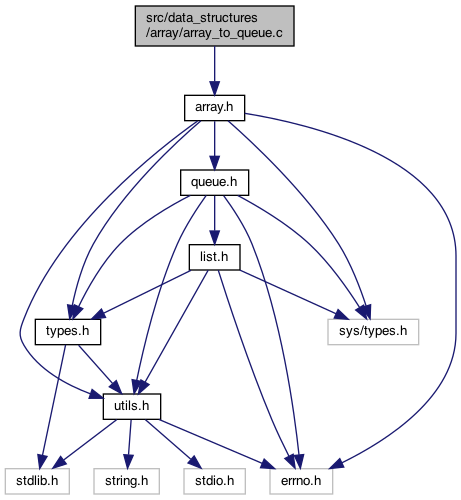 src/data_structures
/array/array_to_queue.c
array.h
queue.h
list.h
types.h
sys/types.h
utils.h
stdlib.h
string.h
stdio.h
errno.h